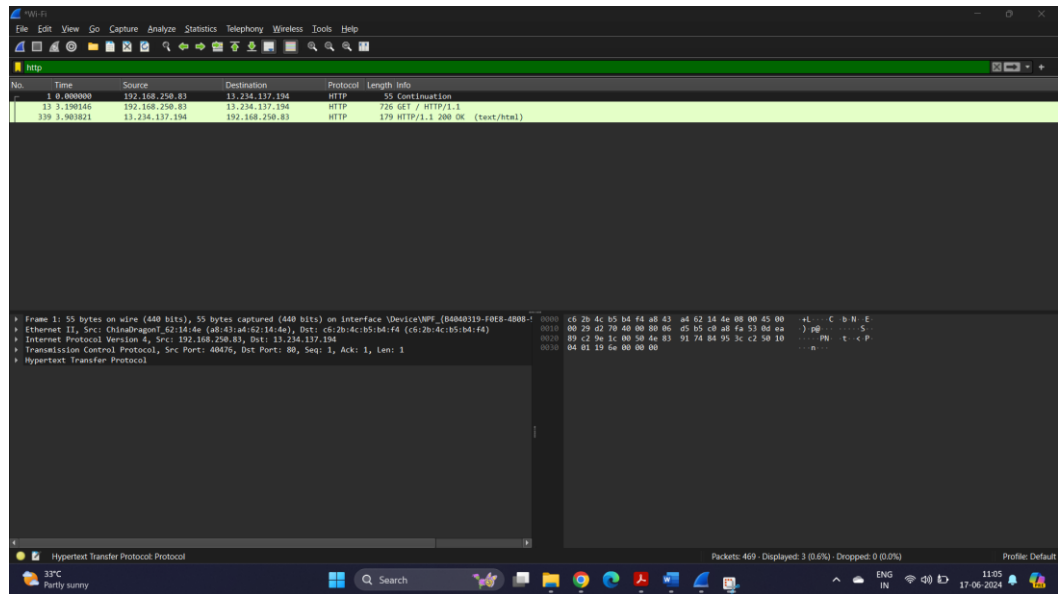 *Wi-Fi
File Edit View Go Capture Analyze Statistics Telephony Wireless Tools Help
http
No. Time Source Destination Protocol Length Info
1 0.000000 192.168.250.83 13.234.137.194 HTTP 55 Continuation
13 3.190146 192.168.250.83 13.234.137.194 HTTP 726 GET / HTTP/1.1
339 3.903821 13.234.137.194 192.168.250.83 HTTP 179 HTTP/1.1 200 OK (text/html)
Frame 1: 55 bytes on wire (440 bits), 55 bytes captured (440 bits) on interface \Device\NPF_{B4040319-F0E8-4808-
Ethernet II, Src: ChinaDragonT_62:14:4e (a8:43:a4:62:14:4e), Dst: c6:2b:4c:b5:b4:f4 (c6:2b:4c:b5:b4:f4)
Internet Protocol Version 4, Src: 192.168.250.83, Dst: 13.234.137.194
Transmission Control Protocol, Src Port: 40476, Dst Port: 80, Seq: 1, Ack: 1, Len: 1
Hypertext Transfer Protocol
0000 c6 2b 4c b5 b4 f4 a8 43 a4 62 14 4e 08 00 45 00 ·+L····C ·b·N··E·
0010 00 29 d2 70 40 00 80 06 d5 b5 c0 a8 fa 53 0d ea ·)·p@··· ·····S··
0020 89 c2 9e 1c 00 50 4e 83 91 74 84 95 3c c2 50 10 ·····PN· ·t··<·P·
0030 04 01 19 6e 00 00 00 ···n···
Hypertext Transfer Protocol: Protocol
Packets: 469 · Displayed: 3 (0.6%) · Dropped: 0 (0.0%)
Profile: Default
33°C
Partly sunny
Search
ENG
IN
11:05
17-06-2024